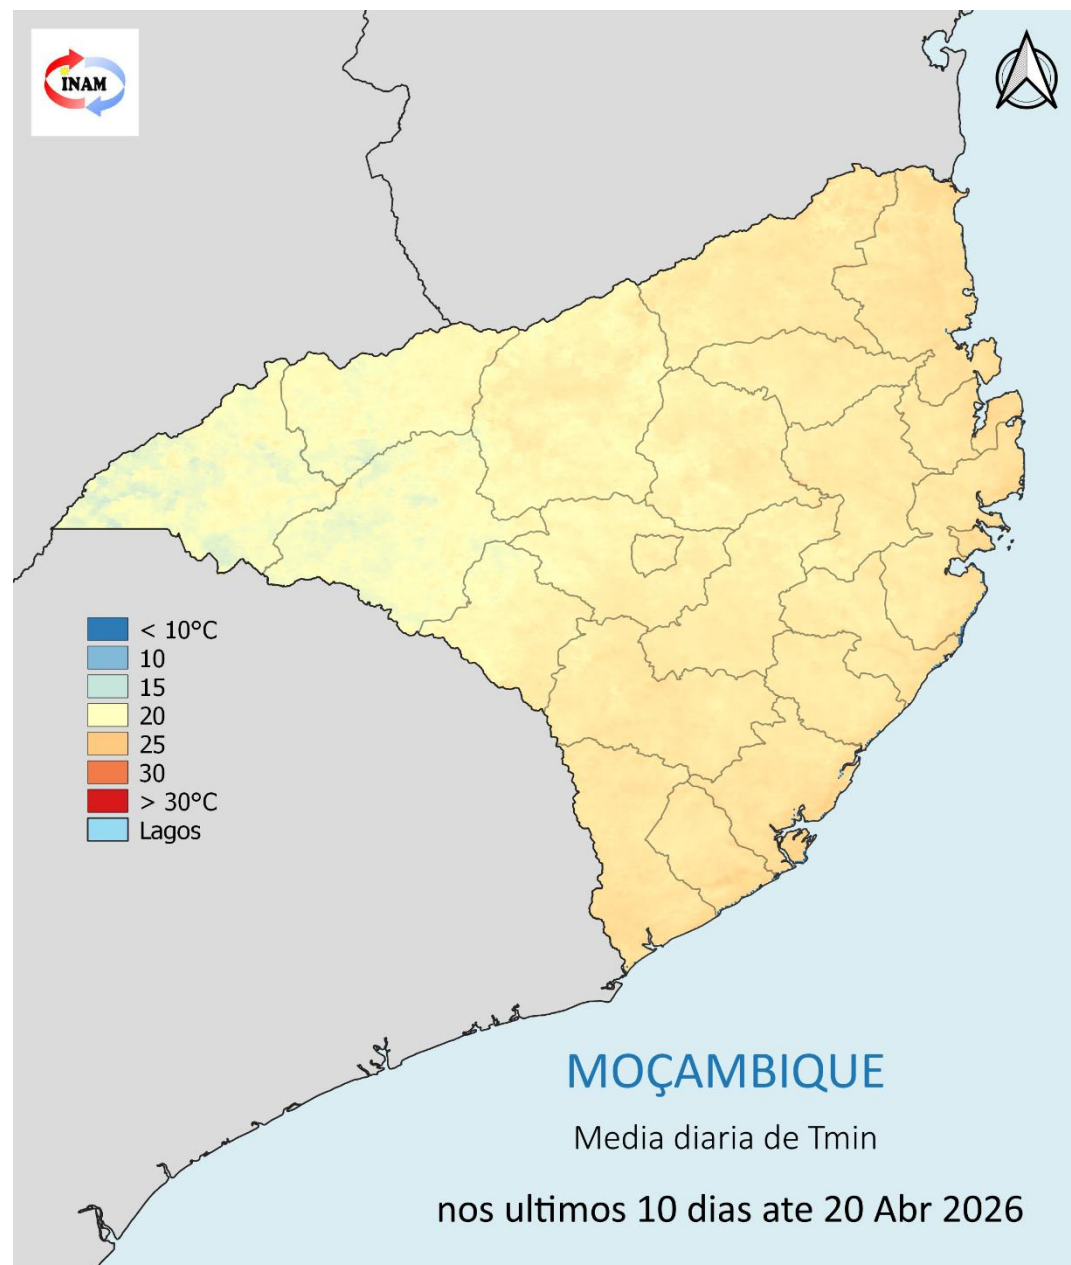 INAM
< 10°C
10
15
20
25
30
> 30°C
Lagos
MOÇAMBIQUE
Media diaria de Tmin
nos ultimos 10 dias ate 20 Abr 2026